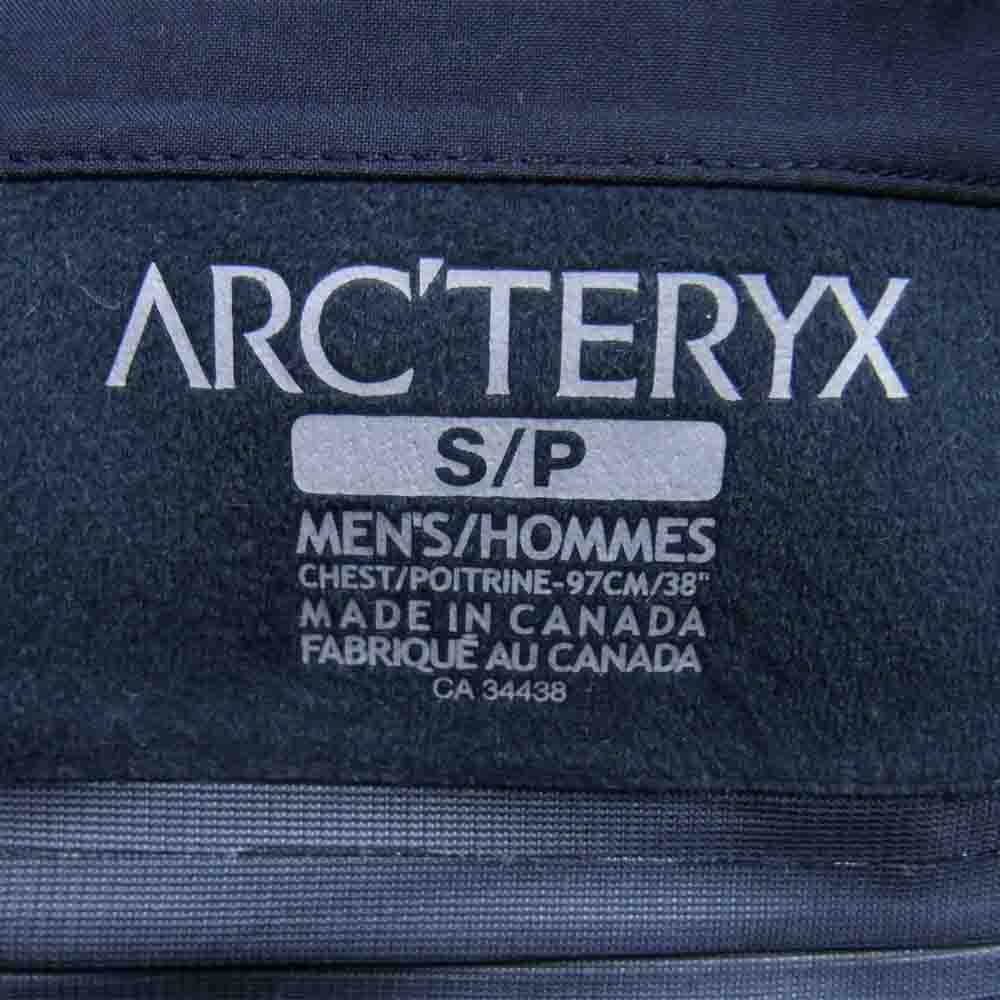 ARC'TERYX
S/P
MEN'S/HOMMES
CHEST/POITRINE-97CM/38"
MADE IN CANADA
FABRIQUÉ AU CANADA
CA 34438